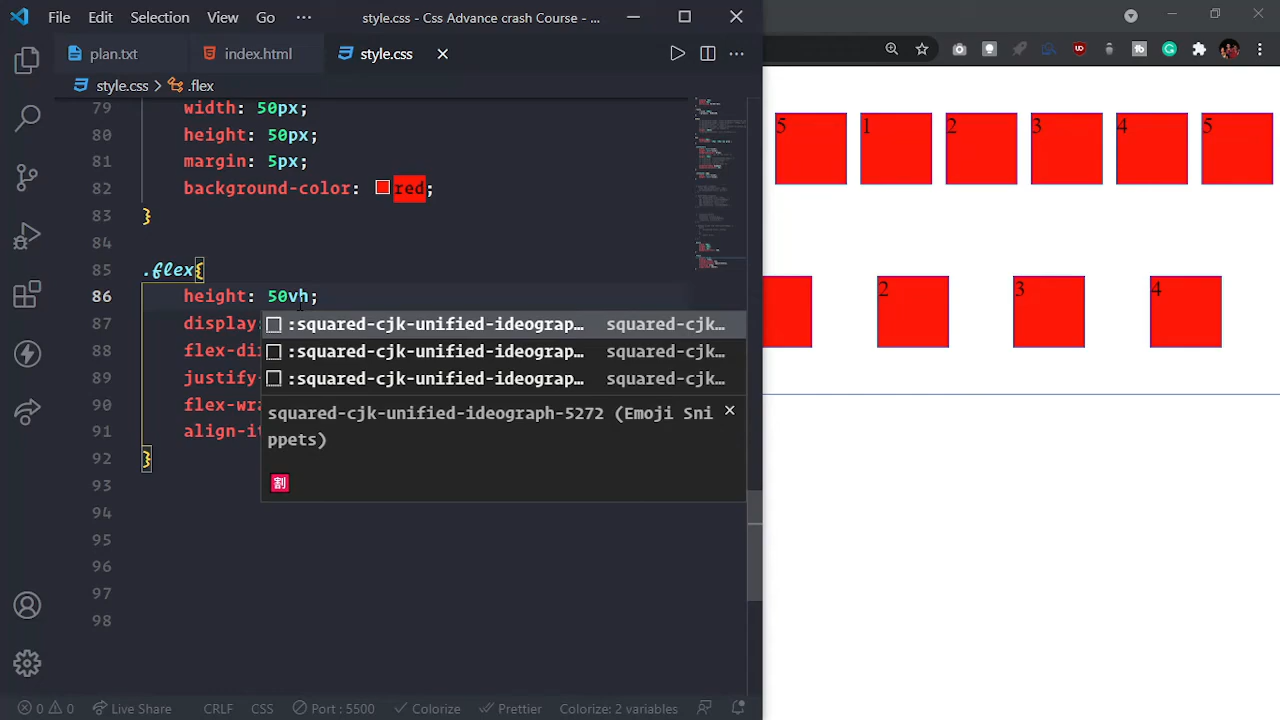 File Edit Selection View Go ··· style.css - Css Advance crash Course - ...
plan.txt index.html style.css
style.css > .flex
79 width: 50px;
80 height: 50px;
81 margin: 5px;
82 background-color: red;
83 }
84
85 .flex{
86 height: 50vh;
87 display:
88 flex-di
89 justify-
90 flex-wra
91 align-it
92 }
93
94
95
96
97
98
:squared-cjk-unified-ideograp… squared-cjk…
:squared-cjk-unified-ideograp… squared-cjk…
:squared-cjk-unified-ideograp… squared-cjk…
squared-cjk-unified-ideograph-5272 (Emoji Sni
ppets)
割
0 0 Live Share CRLF CSS Port : 5500 Colorize Prettier Colorize: 2 variables
5 1 2 3 4 5
2 3 4